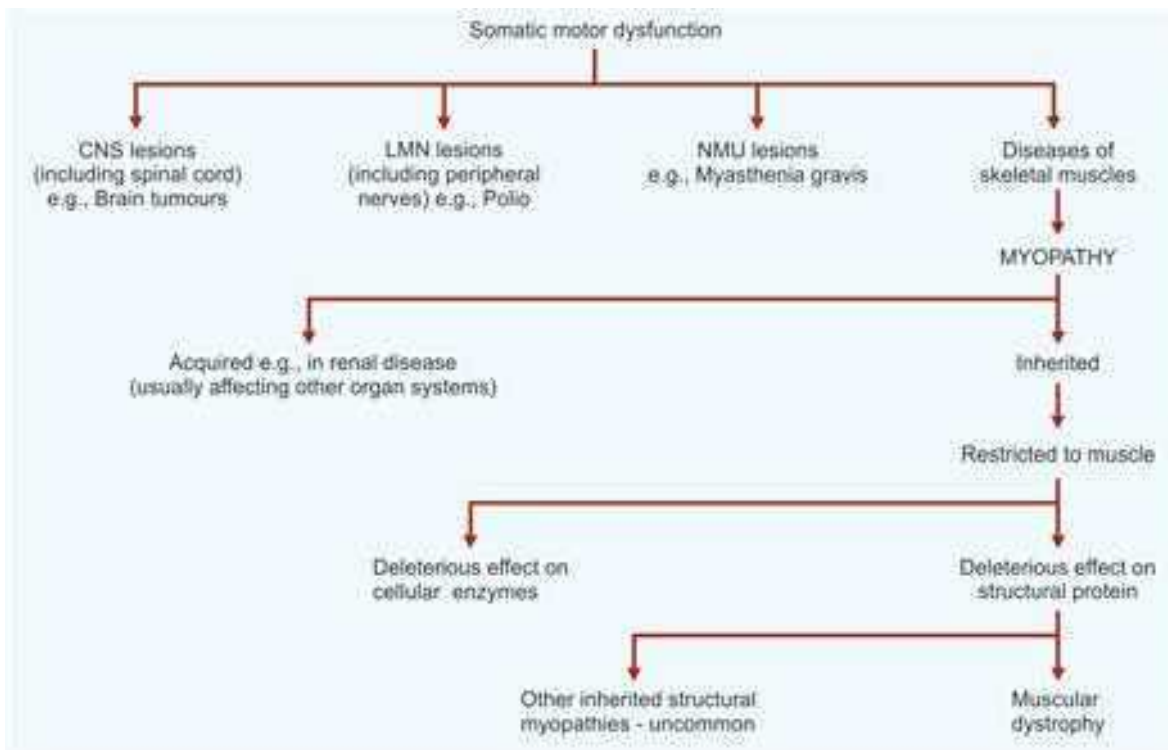 Somatic motor dysfunction
CNS lesions
(including spinal cord)
e.g., Brain tumours
LMN lesions
(including peripheral
nerves) e.g., Polio
NMU lesions
e.g., Myasthenia gravis
Diseases of
skeletal muscles
MYOPATHY
Acquired e.g., in renal disease
(usually affecting other organ systems)
Inherited
Restricted to muscle
Deleterious effect on
cellular enzymes
Deleterious effect on
structural protein
Other inherited structural
myopathies - uncommon
Muscular
dystrophy